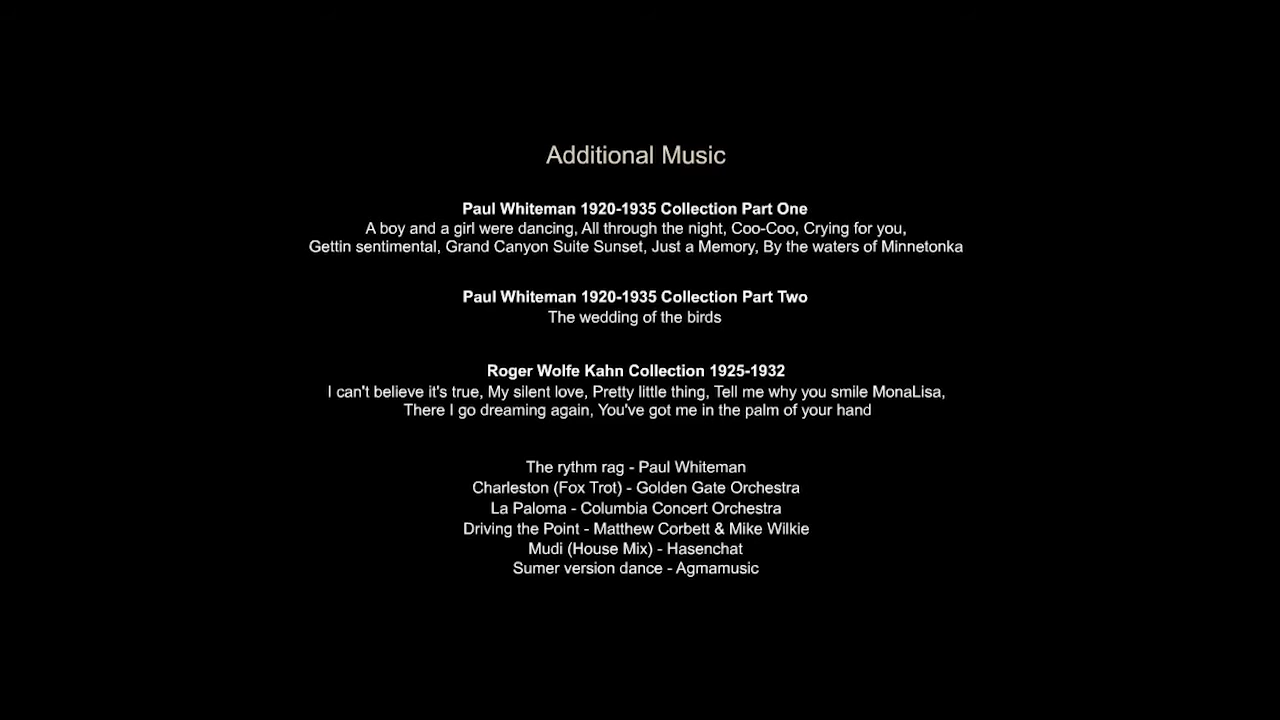 Additional Music
Paul Whiteman 1920-1935 Collection Part One
A boy and a girl were dancing, All through the night, Coo-Coo, Crying for you,
Gettin sentimental, Grand Canyon Suite Sunset, Just a Memory, By the waters of Minnetonka
Paul Whiteman 1920-1935 Collection Part Two
The wedding of the birds
Roger Wolfe Kahn Collection 1925-1932
I can't believe it's true, My silent love, Pretty little thing, Tell me why you smile MonaLisa,
There I go dreaming again, You've got me in the palm of your hand
The rythm rag - Paul Whiteman
Charleston (Fox Trot) - Golden Gate Orchestra
La Paloma - Columbia Concert Orchestra
Driving the Point - Matthew Corbett & Mike Wilkie
Mudi (House Mix) - Hasenchat
Sumer version dance - Agmamusic